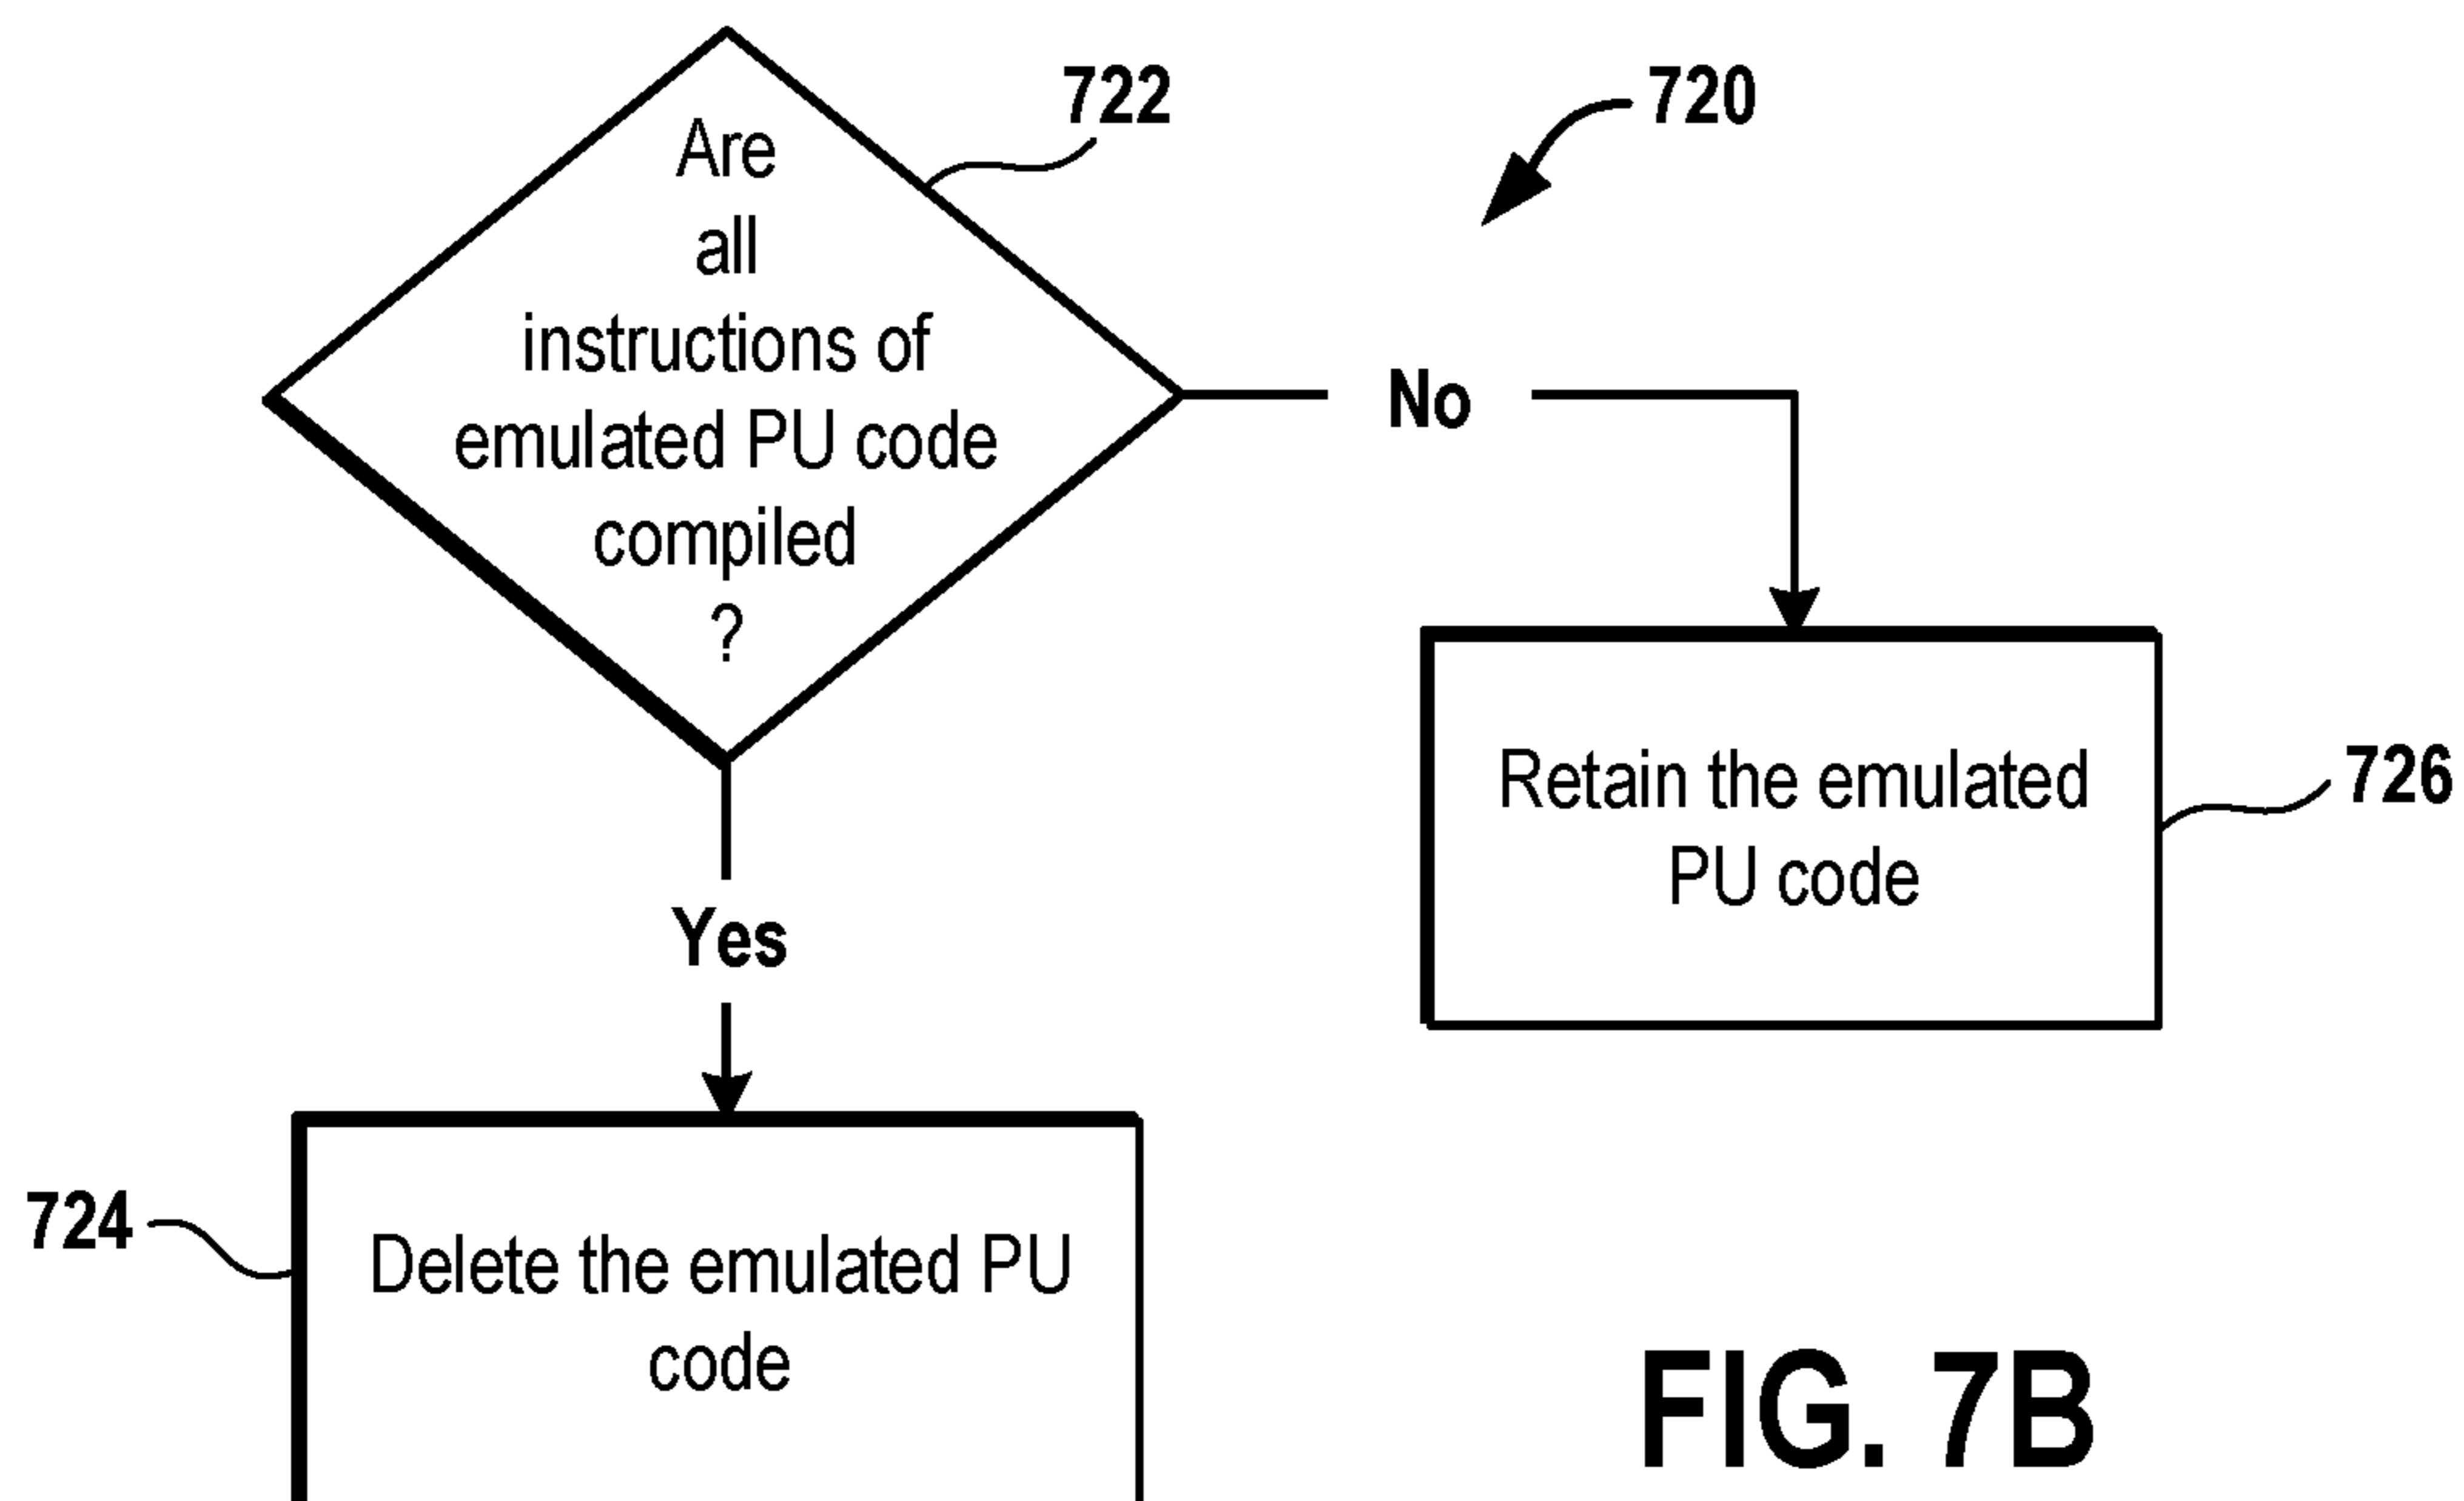 722
720
Are
all
instructions of
emulated PU code
compiled
?
No
Retain the emulated
PU code
726
Yes
724
Delete the emulated PU
code
FIG. 7B